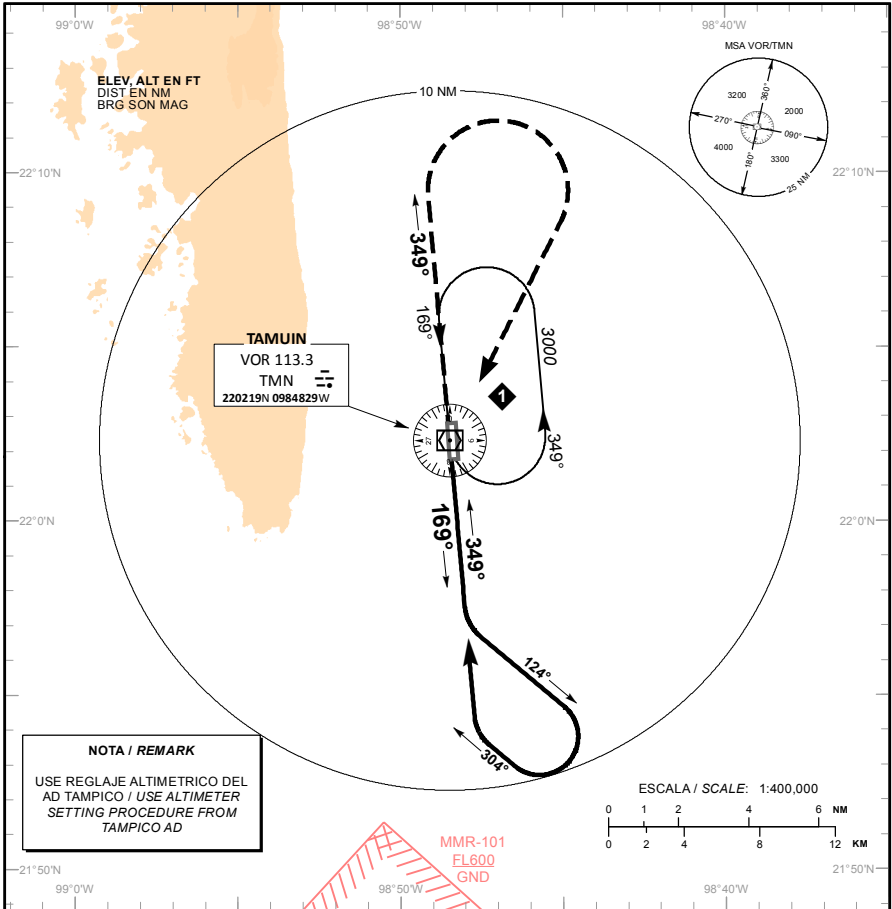 99°0'W
98°50'W
98°40'W
MSA VOR/TMN
3200
360°
2000
270°
090°
4000
180°
3300
25 NM
ELEV, ALT EN FT
DIST EN NM
BRG SON MAG
10 NM
22°10'N
22°10'N
349°
169°
3000
TAMUIN
VOR 113.3
TMN
220219N 0984829W
1
27
9
349°
22°0'N
22°0'N
169°
349°
124°
304°
NOTA / REMARK
USE REGLAJE ALTIMETRICO DEL
AD TAMPICO / USE ALTIMETER
SETTING PROCEDURE FROM
TAMPICO AD
ESCALA / SCALE: 1:400,000
0 1 2 4 6 NM
0 2 4 8 12 KM
MMR-101
FL600
GND
21°50'N
21°50'N
99°0'W
98°50'W
98°40'W